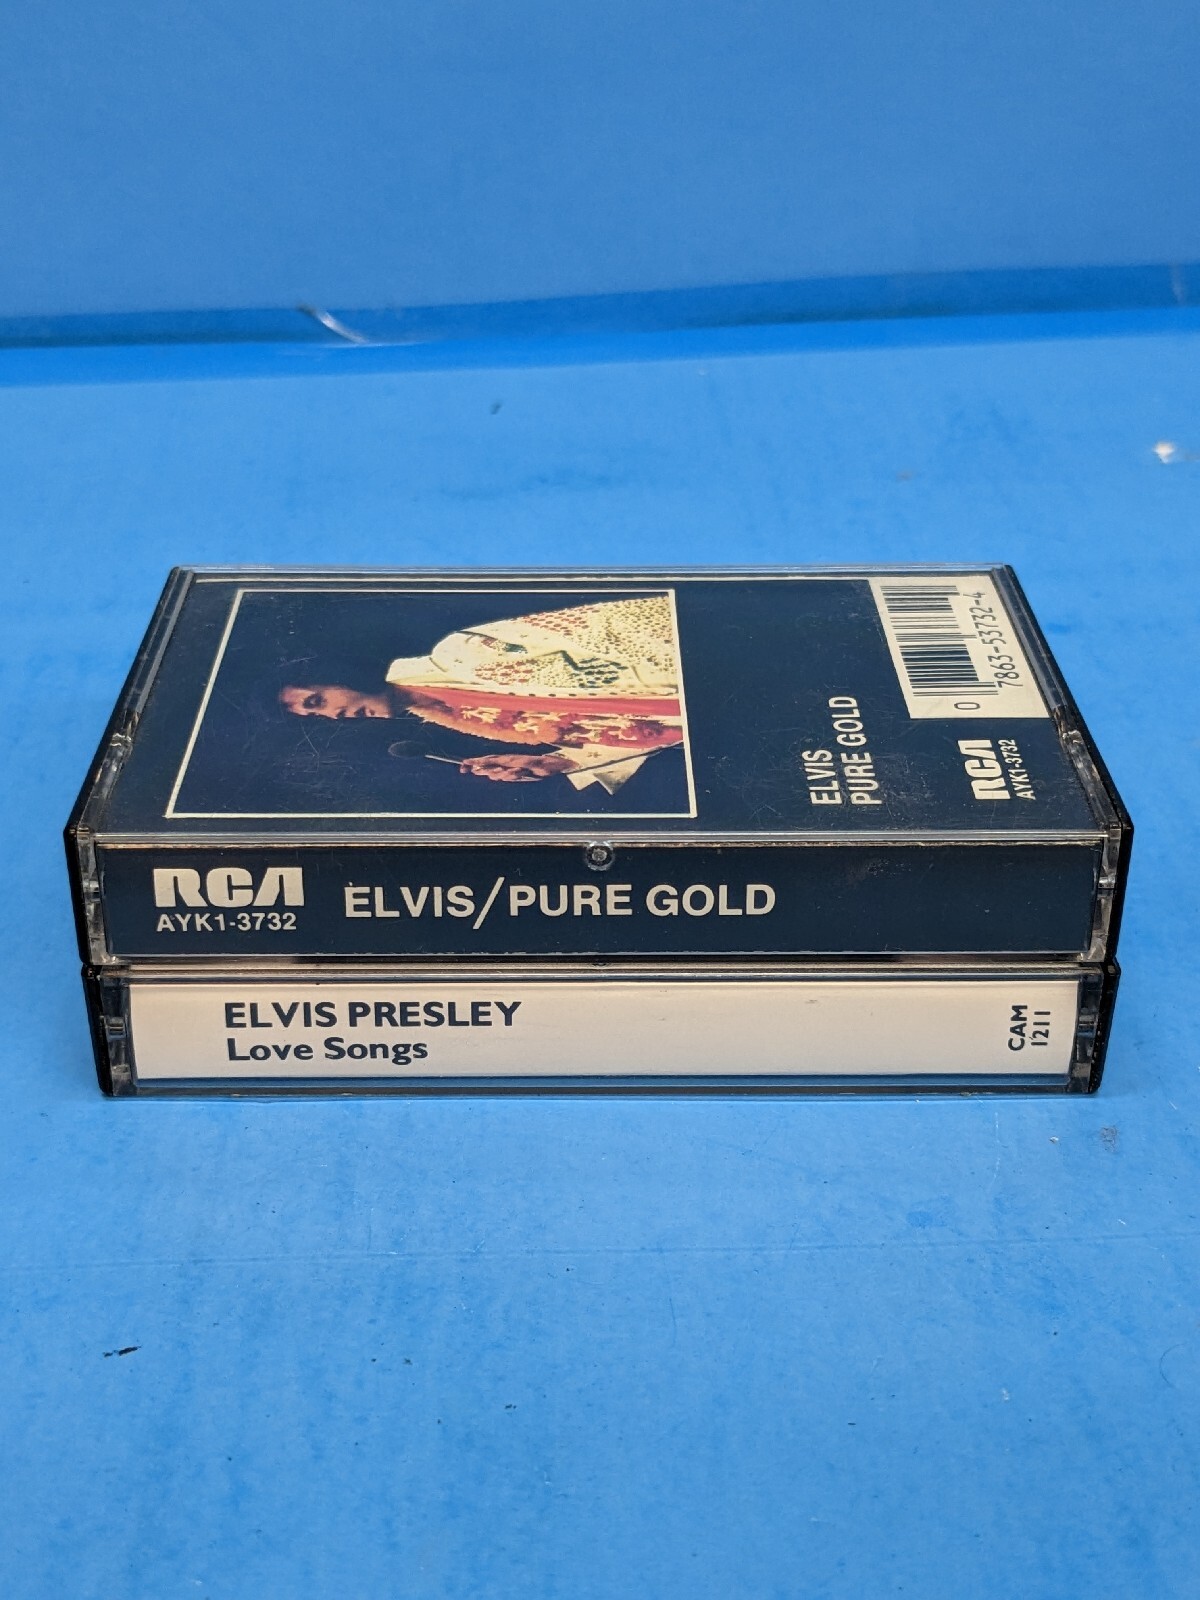 0 7863-53732-4
ELVIS
PURE GOLD
RCA
AYK1-3732
RCA
AYK1-3732
ELVIS/PURE GOLD
ELVIS PRESLEY
Love Songs
CAM
1211